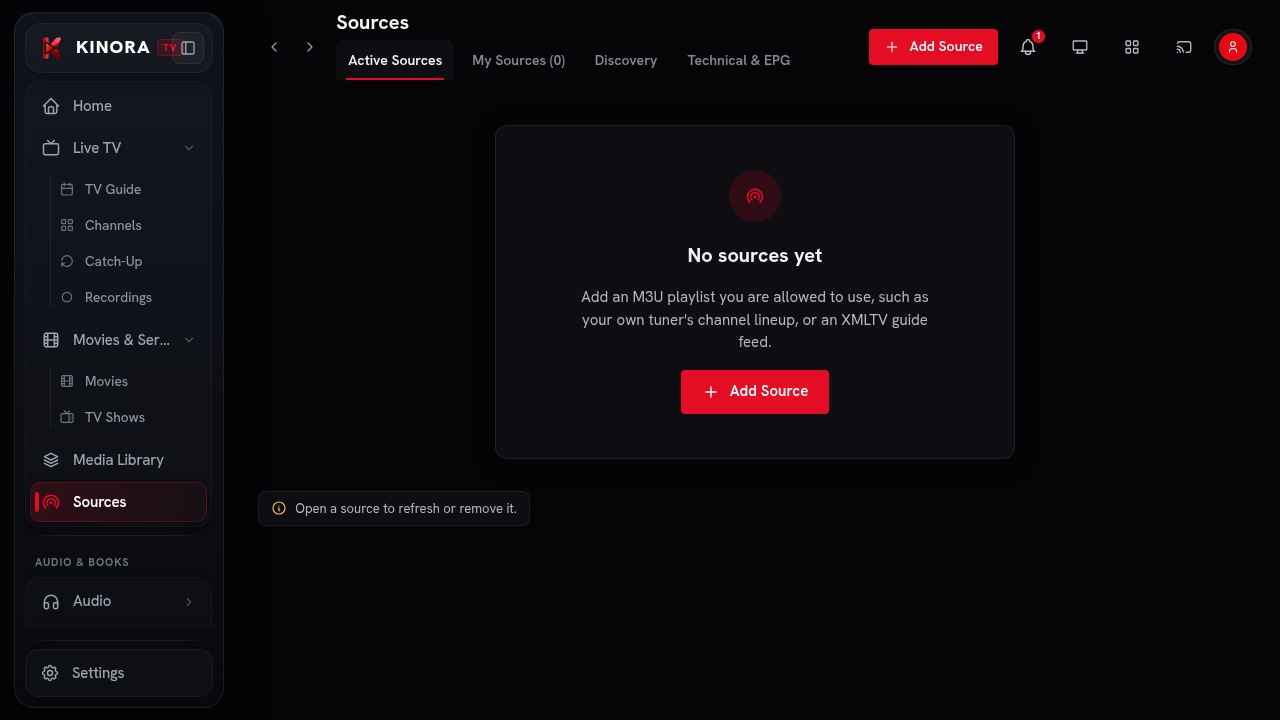 KINORA TV
Home
Live TV
TV Guide
Channels
Catch-Up
Recordings
Movies & Ser...
Movies
TV Shows
Media Library
Sources
AUDIO & BOOKS
Audio
Settings
Sources
Active Sources
My Sources (0)
Discovery
Technical & EPG
Add Source
1
No sources yet
Add an M3U playlist you are allowed to use, such as
your own tuner's channel lineup, or an XMLTV guide
feed.
Add Source
Open a source to refresh or remove it.